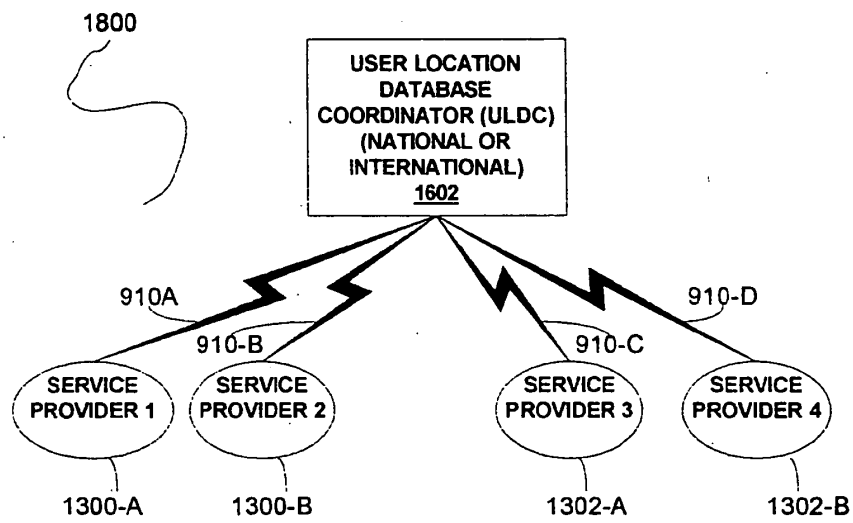 1800
USER LOCATION
DATABASE
COORDINATOR (ULDC)
(NATIONAL OR
INTERNATIONAL)
1602
910A
910-B
910-C
910-D
SERVICE
PROVIDER 1
SERVICE
PROVIDER 2
SERVICE
PROVIDER 3
SERVICE
PROVIDER 4
1300-A
1300-B
1302-A
1302-B